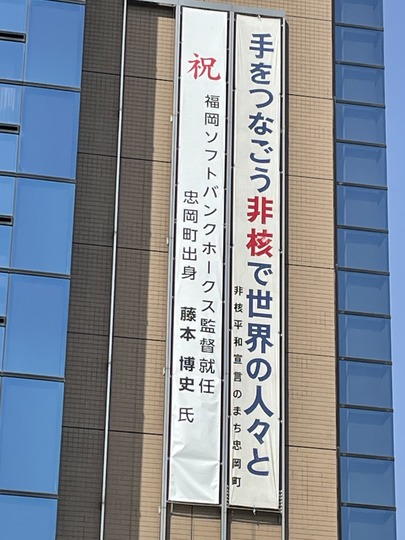 手をつなごう非核で世界の人々と
非核平和宣言のまち忠岡町
祝
福岡ソフトバンクホークス監督就任
忠岡町出身 藤本 博史 氏